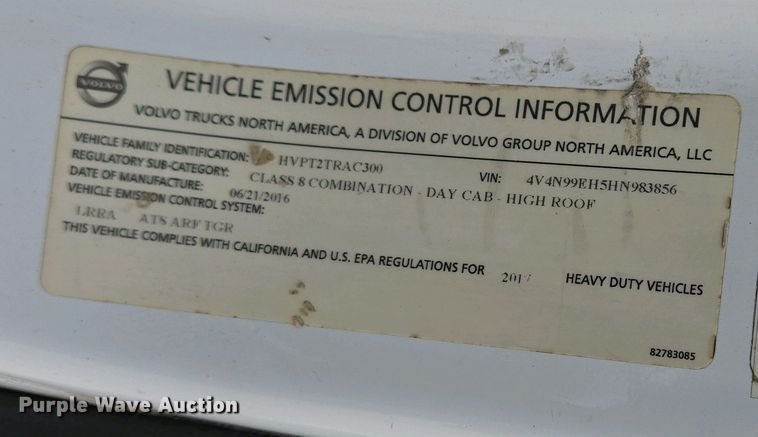 VOLVO
VEHICLE EMISSION CONTROL INFORMATION
VOLVO TRUCKS NORTH AMERICA, A DIVISION OF VOLVO GROUP NORTH AMERICA, LLC
VEHICLE FAMILY IDENTIFICATION: HVPT2TRAC300 VIN: 4V4N99EH5HN983856
REGULATORY SUB-CATEGORY: CLASS 8 COMBINATION - DAY CAB - HIGH ROOF
DATE OF MANUFACTURE: 06/21/2016
VEHICLE EMISSION CONTROL SYSTEM:
LRRA ATS ARF TGR
THIS VEHICLE COMPLIES WITH CALIFORNIA AND U.S. EPA REGULATIONS FOR 2017 HEAVY DUTY VEHICLES
82783085
Purple Wave Auction